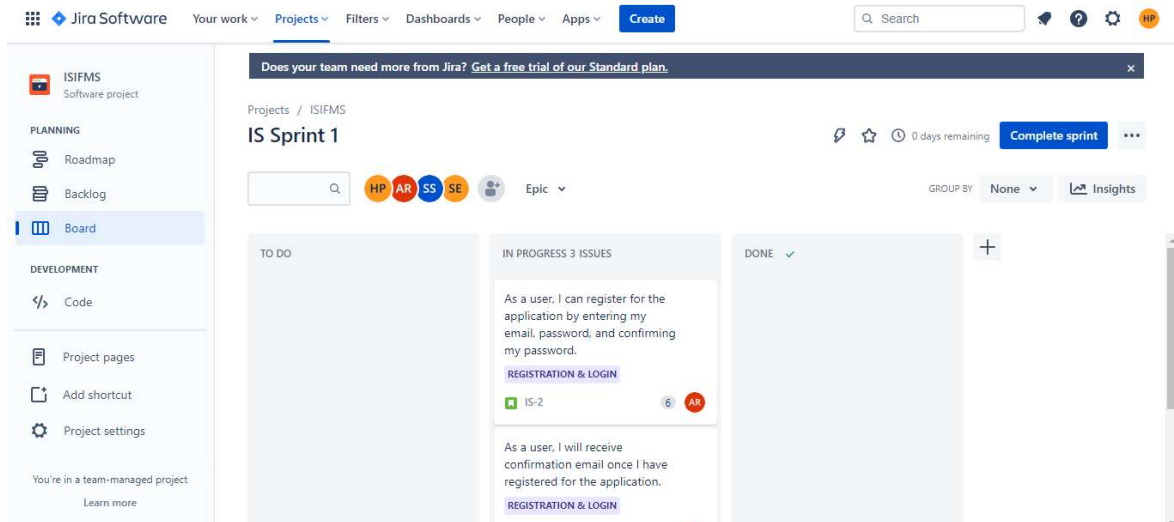 Jira Software Your work Projects Filters Dashboards People Apps Create Search HP
ISIFMS
Software project
PLANNING
Roadmap
Backlog
Board
DEVELOPMENT
Code
Project pages
Add shortcut
Project settings
You're in a team-managed project
Learn more
Does your team need more from Jira? Get a free trial of our Standard plan. ×
Projects / ISIFMS
IS Sprint 1
0 days remaining Complete sprint
HP AR SS SE Epic GROUP BY None Insights
TO DO
IN PROGRESS 3 ISSUES
As a user, I can register for the
application by entering my
email, password, and confirming
my password.
REGISTRATION & LOGIN
IS-2 6 AR
As a user, I will receive
confirmation email once I have
registered for the application.
REGISTRATION & LOGIN
DONE